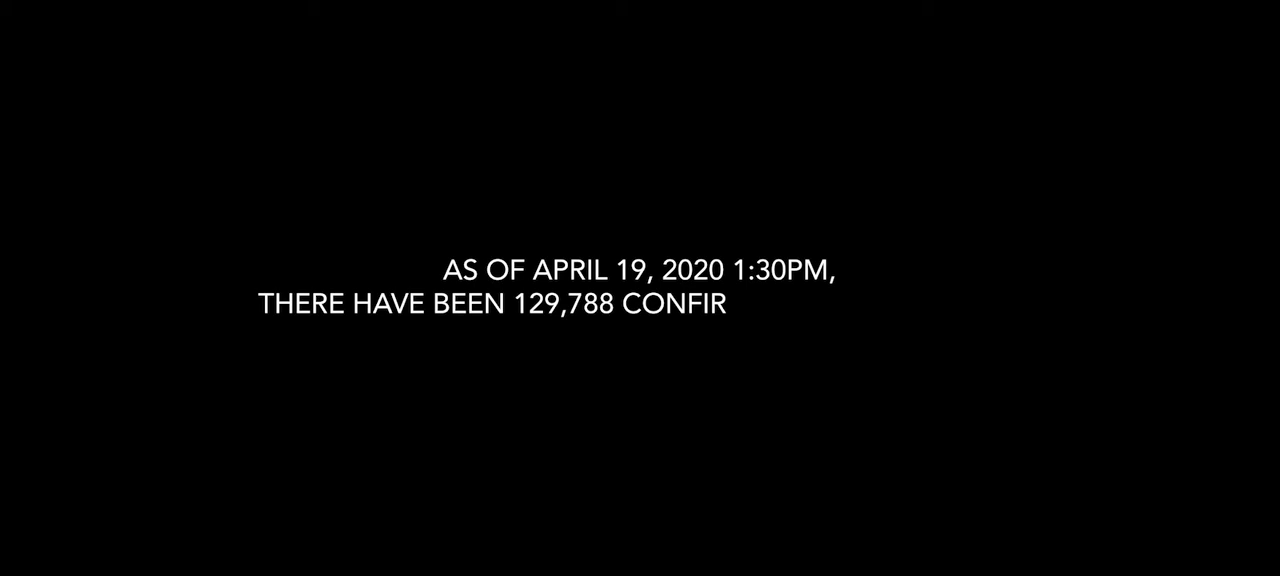 AS OF APRIL 19, 2020 1:30PM,
THERE HAVE BEEN 129,788 CONFIR